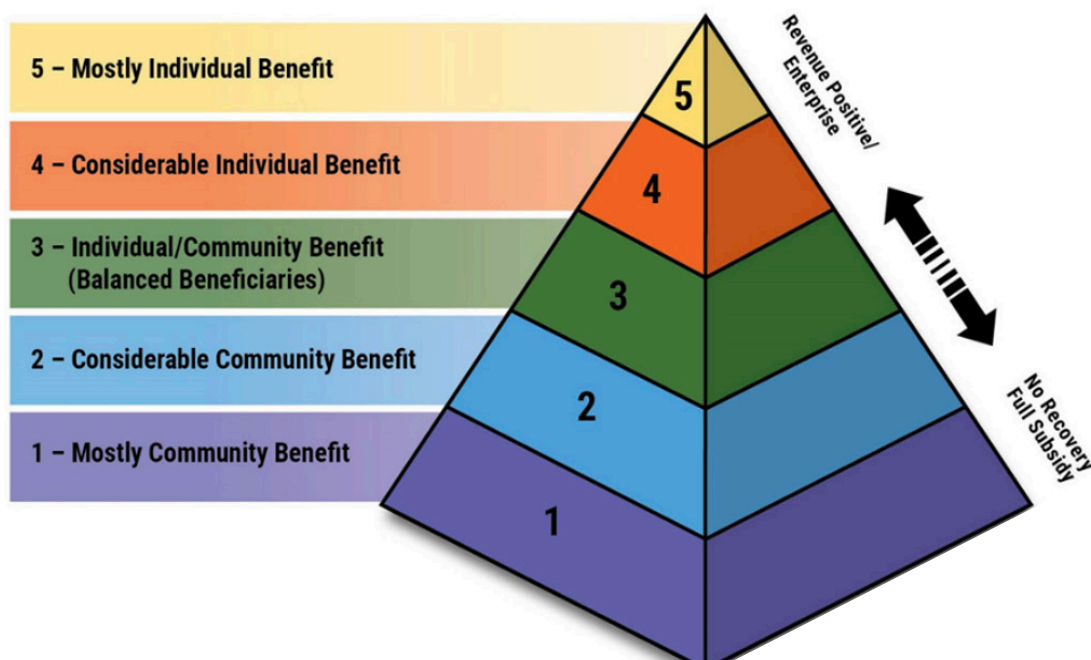 5 – Mostly Individual Benefit
4 – Considerable Individual Benefit
3 – Individual/Community Benefit
(Balanced Beneficiaries)
2 – Considerable Community Benefit
1 – Mostly Community Benefit
5
4
3
2
1
Revenue Positive/
Enterprise
No Recovery
Full Subsidy